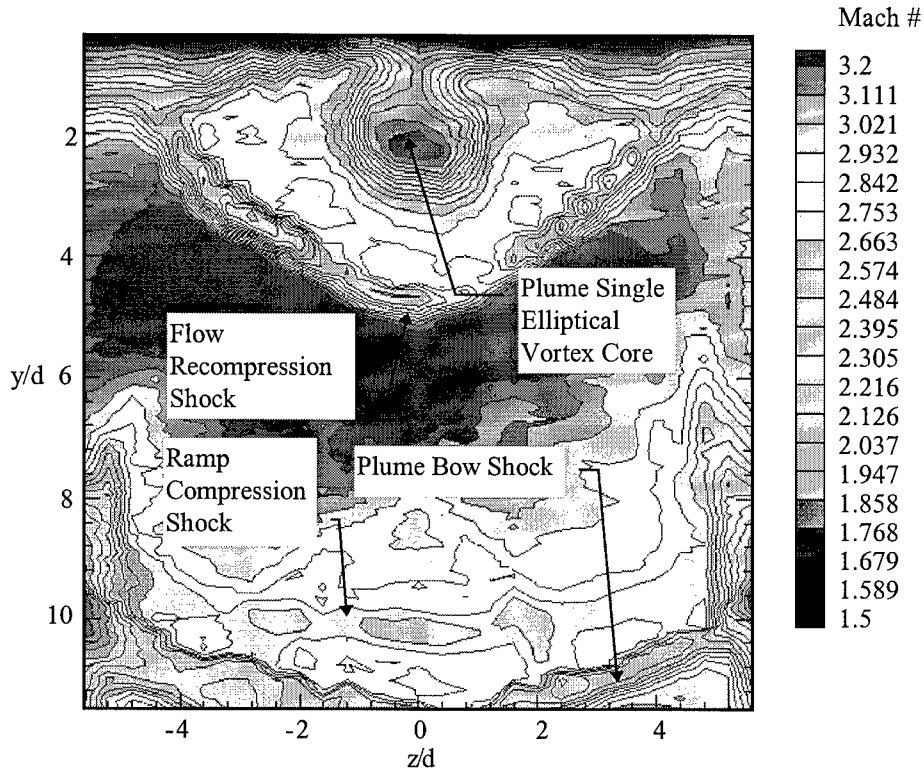 Mach #
3.2
3.111
3.021
2.932
2.842
2.753
2.663
2.574
2.484
2.395
2.305
2.216
2.126
2.037
1.947
1.858
1.768
1.679
1.589
1.5
2
4
y/d 6
8
10
Plume Single
Elliptical
Vortex Core
Flow
Recompression
Shock
Ramp
Compression
Shock
Plume Bow Shock
-4
-2
0
2
4
z/d